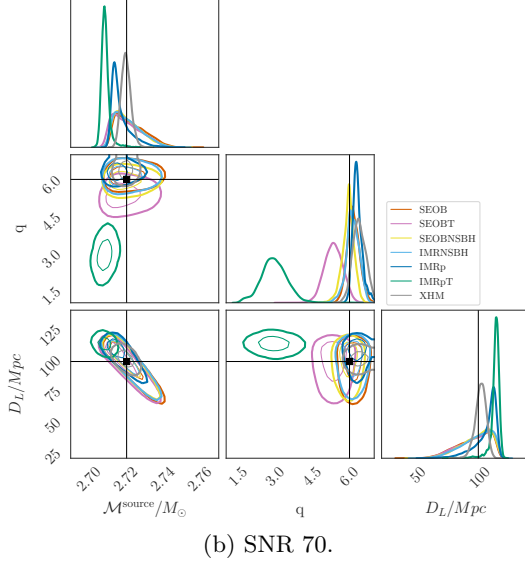 q
6.0
4.5
3.0
1.5
SEOB
SEOBT
SEOBNSBH
IMRNSBH
IMRp
IMRpT
XHM
D_L/Mpc
125
100
75
50
25
2.70
2.72
2.74
2.76
1.5
3.0
4.5
6.0
50
100
ℳ^source/M_⊙
q
D_L/Mpc
(b) SNR 70.